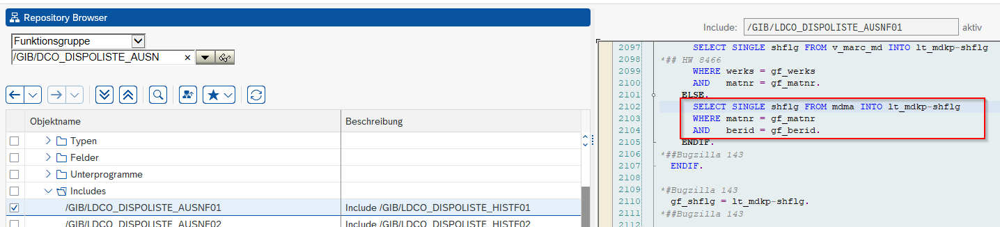 Repository Browser
Funktionsgruppe
/GIB/DCO_DISPOLISTE_AUSN
Objektname Beschreibung
Typen
Felder
Unterprogramme
Includes
/GIB/LDCO_DISPOLISTE_AUSNF01 Include /GIB/LDCO_DISPOLISTE_HISTF01
/GIB/LDCO_DISPOLISTE_AUSNF02 Include /GIB/LDCO_DISPOLISTE_HISTF02
Include: /GIB/LDCO_DISPOLISTE_AUSNF01 aktiv
2097 SELECT SINGLE shflg FROM v_marc_md INTO lt_mdkp-shflg
2098 *## HW 8466
2099 WHERE werks = gf_werks
2100 AND matnr = gf_matnr.
2101 ELSE.
2102 SELECT SINGLE shflg FROM mdma INTO lt_mdkp-shflg
2103 WHERE matnr = gf_matnr
2104 AND berid = gf_berid.
2105 ENDIF.
2106 *##Bugzilla 143
2107 ENDIF.
2108
2109 *#Bugzilla 143
2110 gf_shflg = lt_mdkp-shflg.
2111 *##Bugzilla 143
2112